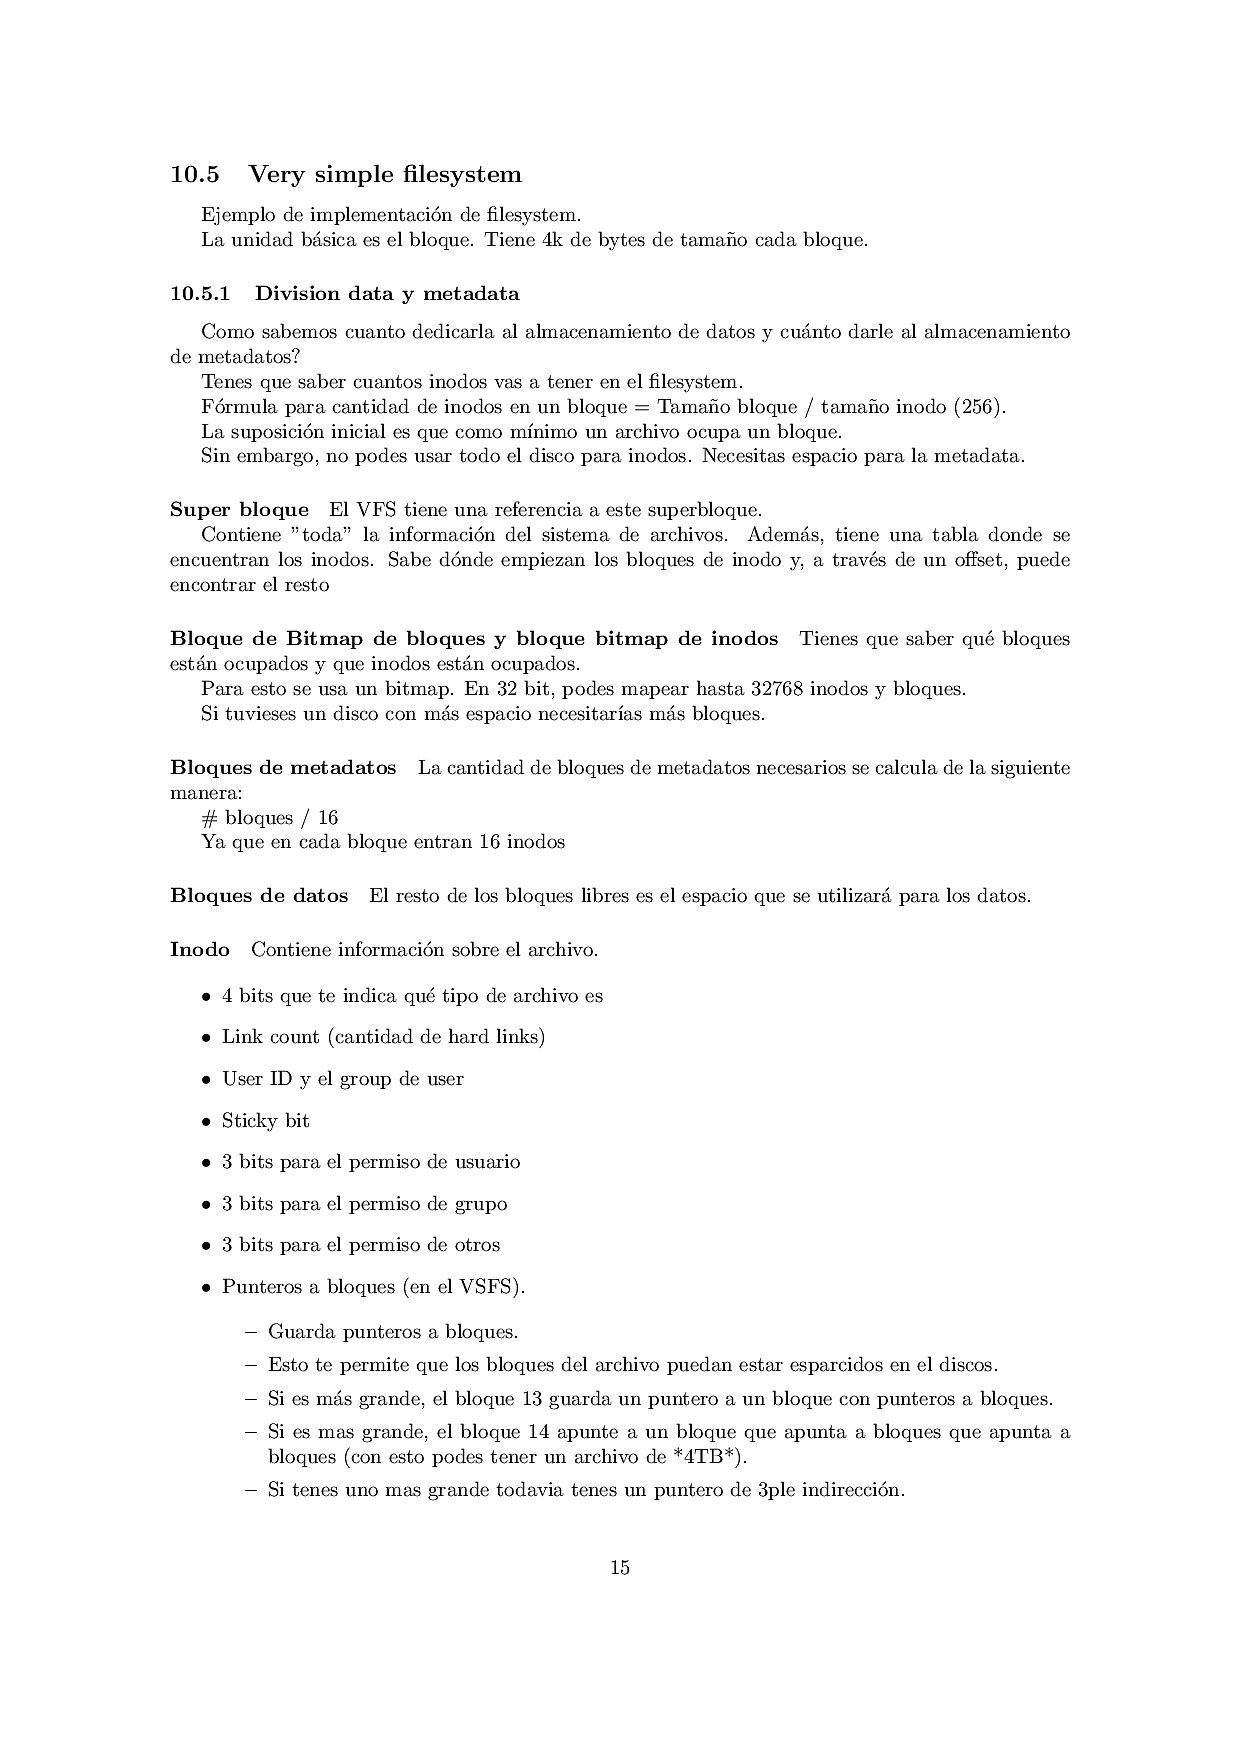 10.5 Very simple filesystem
Ejemplo de implementación de filesystem.
La unidad básica es el bloque. Tiene 4k de bytes de tamaño cada bloque.
10.5.1 Division data y metadata
Como sabemos cuanto dedicarla al almacenamiento de datos y cuánto darle al almacenamiento
de metadatos?
Tenes que saber cuantos inodos vas a tener en el filesystem.
Fórmula para cantidad de inodos en un bloque = Tamaño bloque / tamaño inodo (256).
La suposición inicial es que como mínimo un archivo ocupa un bloque.
Sin embargo, no podes usar todo el disco para inodos. Necesitas espacio para la metadata.
Super bloque El VFS tiene una referencia a este superbloque.
Contiene ”toda” la información del sistema de archivos. Además, tiene una tabla donde se
encuentran los inodos. Sabe dónde empiezan los bloques de inodo y, a través de un offset, puede
encontrar el resto
Bloque de Bitmap de bloques y bloque bitmap de inodos Tienes que saber qué bloques
están ocupados y que inodos están ocupados.
Para esto se usa un bitmap. En 32 bit, podes mapear hasta 32768 inodos y bloques.
Si tuvieses un disco con más espacio necesitarías más bloques.
Bloques de metadatos La cantidad de bloques de metadatos necesarios se calcula de la siguiente
manera:
# bloques / 16
Ya que en cada bloque entran 16 inodos
Bloques de datos El resto de los bloques libres es el espacio que se utilizará para los datos.
Inodo Contiene información sobre el archivo.
• 4 bits que te indica qué tipo de archivo es
• Link count (cantidad de hard links)
• User ID y el group de user
• Sticky bit
• 3 bits para el permiso de usuario
• 3 bits para el permiso de grupo
• 3 bits para el permiso de otros
• Punteros a bloques (en el VSFS).
– Guarda punteros a bloques.
– Esto te permite que los bloques del archivo puedan estar esparcidos en el discos.
– Si es más grande, el bloque 13 guarda un puntero a un bloque con punteros a bloques.
– Si es mas grande, el bloque 14 apunte a un bloque que apunta a bloques que apunta a
bloques (con esto podes tener un archivo de *4TB*).
– Si tenes uno mas grande todavia tenes un puntero de 3ple indirección.
15